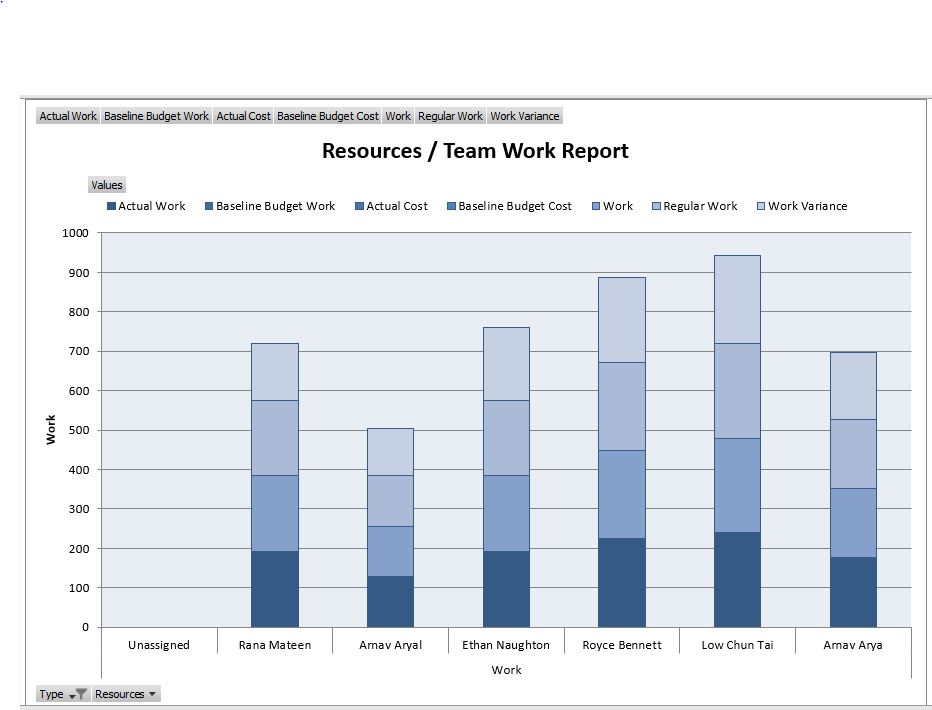 Actual Work Baseline Budget Work Actual Cost Baseline Budget Cost Work Regular Work Work Variance
Resources / Team Work Report
Values
Actual Work Baseline Budget Work Actual Cost Baseline Budget Cost Work Regular Work Work Variance
1000
900
800
700
600
500
400
300
200
100
0
Work
Unassigned Rana Mateen Arnav Aryal Ethan Naughton Royce Bennett Low Chun Tai Arnav Arya
Work
Type Resources